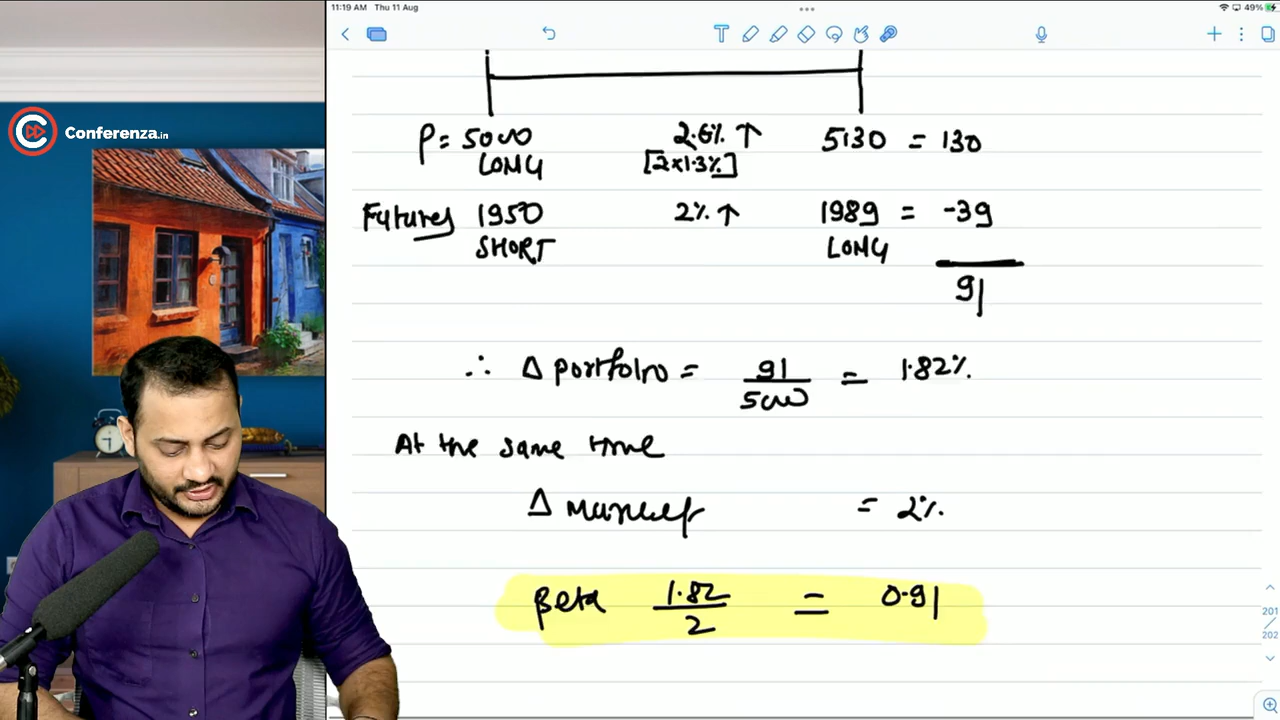 11:19 AM Thu 11 Aug
49%
Conferenza.in
P = 5000 2.6% ↑ 5130 = 130
LONG [2×1.3%]
Futures 1950 2% ↑ 1989 = -39
SHORT LONG
91
∴ Δ portfolio = 91/5000 = 1.82%
At the same time
Δ Market = 2%
Beta 1.82/2 = 0.91
201
202